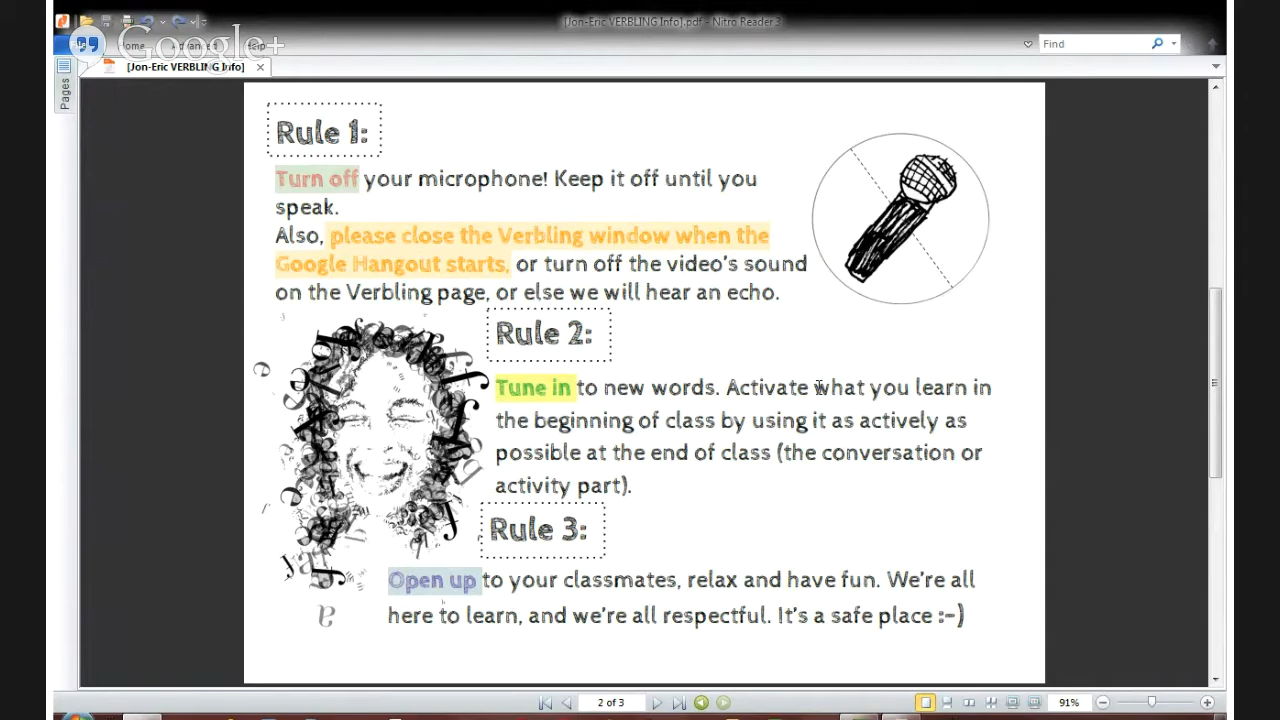 [Jon-Eric VERBLING Info].pdf - Nitro Reader 3
Google+
Home Advanced Help
Find
[Jon-Eric VERBLING Info]
Pages
Rule 1:
Turn off your microphone! Keep it off until you
speak.
Also, please close the Verbling window when the
Google Hangout starts, or turn off the video's sound
on the Verbling page, or else we will hear an echo.
Rule 2:
Tune in to new words. Activate what you learn in
the beginning of class by using it as actively as
possible at the end of class (the conversation or
activity part).
Rule 3:
Open up to your classmates, relax and have fun. We're all
here to learn, and we're all respectful. It's a safe place :-)
2 of 3
91%